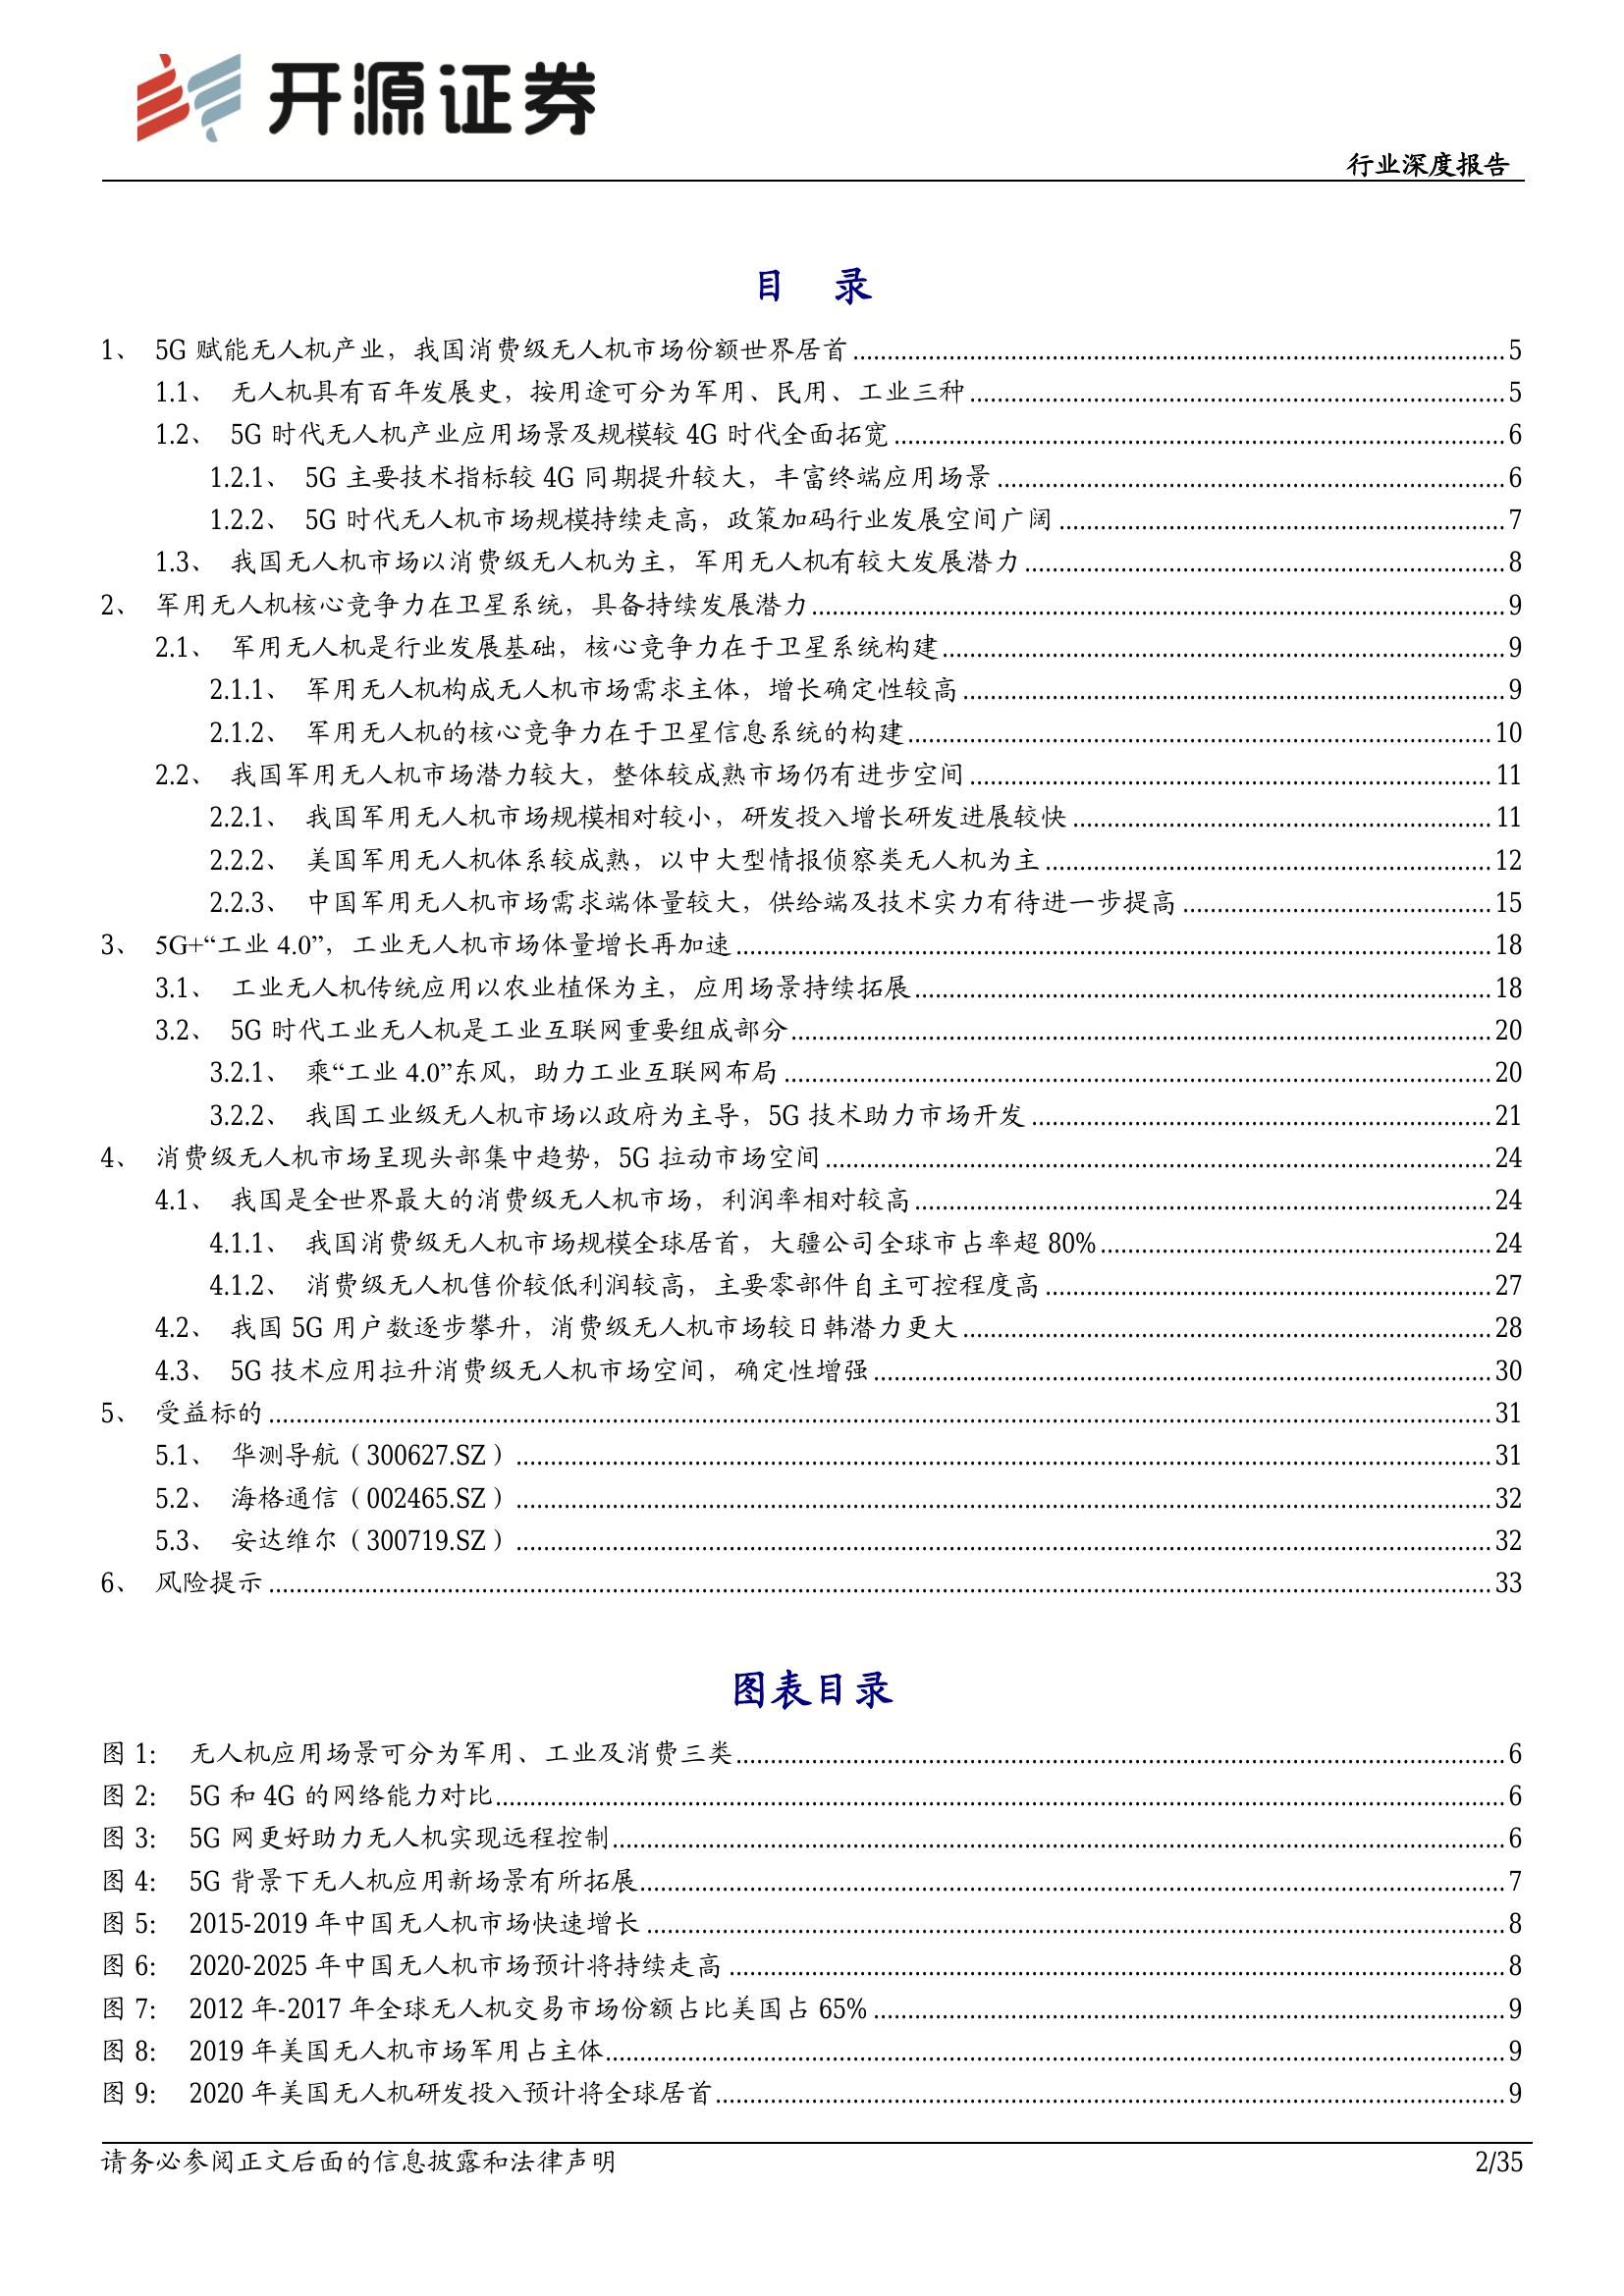 开源证券
行业深度报告
目 录
1、 5G 赋能无人机产业，我国消费级无人机市场份额世界居首 5
1.1、 无人机具有百年发展史，按用途可分为军用、民用、工业三种 5
1.2、 5G 时代无人机产业应用场景及规模较 4G 时代全面拓宽 6
1.2.1、 5G 主要技术指标较 4G 同期提升较大，丰富终端应用场景 6
1.2.2、 5G 时代无人机市场规模持续走高，政策加码行业发展空间广阔 7
1.3、 我国无人机市场以消费级无人机为主，军用无人机有较大发展潜力 8
2、 军用无人机核心竞争力在卫星系统，具备持续发展潜力 9
2.1、 军用无人机是行业发展基础，核心竞争力在于卫星系统构建 9
2.1.1、 军用无人机构成无人机市场需求主体，增长确定性较高 9
2.1.2、 军用无人机的核心竞争力在于卫星信息系统的构建 10
2.2、 我国军用无人机市场潜力较大，整体较成熟市场仍有进步空间 11
2.2.1、 我国军用无人机市场规模相对较小，研发投入增长研发进展较快 11
2.2.2、 美国军用无人机体系较成熟，以中大型情报侦察类无人机为主 12
2.2.3、 中国军用无人机市场需求端体量较大，供给端及技术实力有待进一步提高 15
3、 5G+“工业 4.0”，工业无人机市场体量增长再加速 18
3.1、 工业无人机传统应用以农业植保为主，应用场景持续拓展 18
3.2、 5G 时代工业无人机是工业互联网重要组成部分 20
3.2.1、 乘“工业 4.0”东风，助力工业互联网布局 20
3.2.2、 我国工业级无人机市场以政府为主导，5G 技术助力市场开发 21
4、 消费级无人机市场呈现头部集中趋势，5G 拉动市场空间 24
4.1、 我国是全世界最大的消费级无人机市场，利润率相对较高 24
4.1.1、 我国消费级无人机市场规模全球居首，大疆公司全球市占率超 80% 24
4.1.2、 消费级无人机售价较低利润较高，主要零部件自主可控程度高 27
4.2、 我国 5G 用户数逐步攀升，消费级无人机市场较日韩潜力更大 28
4.3、 5G 技术应用拉升消费级无人机市场空间，确定性增强 30
5、 受益标的 31
5.1、 华测导航（300627.SZ） 31
5.2、 海格通信（002465.SZ） 32
5.3、 安达维尔（300719.SZ） 32
6、 风险提示 33
图表目录
图 1: 无人机应用场景可分为军用、工业及消费三类 6
图 2: 5G 和 4G 的网络能力对比 6
图 3: 5G 网更好助力无人机实现远程控制 6
图 4: 5G 背景下无人机应用新场景有所拓展 7
图 5: 2015-2019 年中国无人机市场快速增长 8
图 6: 2020-2025 年中国无人机市场预计将持续走高 8
图 7: 2012 年-2017 年全球无人机交易市场份额占比美国占 65% 9
图 8: 2019 年美国无人机市场军用占主体 9
图 9: 2020 年美国无人机研发投入预计将全球居首 9
请务必参阅正文后面的信息披露和法律声明 2/35